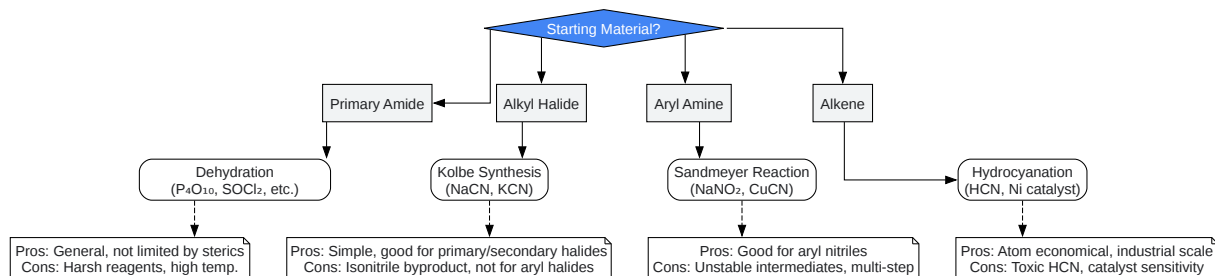 Starting Material?
Primary Amide
Alkyl Halide
Aryl Amine
Alkene
Dehydration
(P₄O₁₀, SOCl₂, etc.)
Kolbe Synthesis
(NaCN, KCN)
Sandmeyer Reaction
(NaNO₂, CuCN)
Hydrocyanation
(HCN, Ni catalyst)
Pros: General, not limited by sterics
Cons: Harsh reagents, high temp.
Pros: Simple, good for primary/secondary halides
Cons: Isonitrile byproduct, not for aryl halides
Pros: Good for aryl nitriles
Cons: Unstable intermediates, multi-step
Pros: Atom economical, industrial scale
Cons: Toxic HCN, catalyst sensitivity